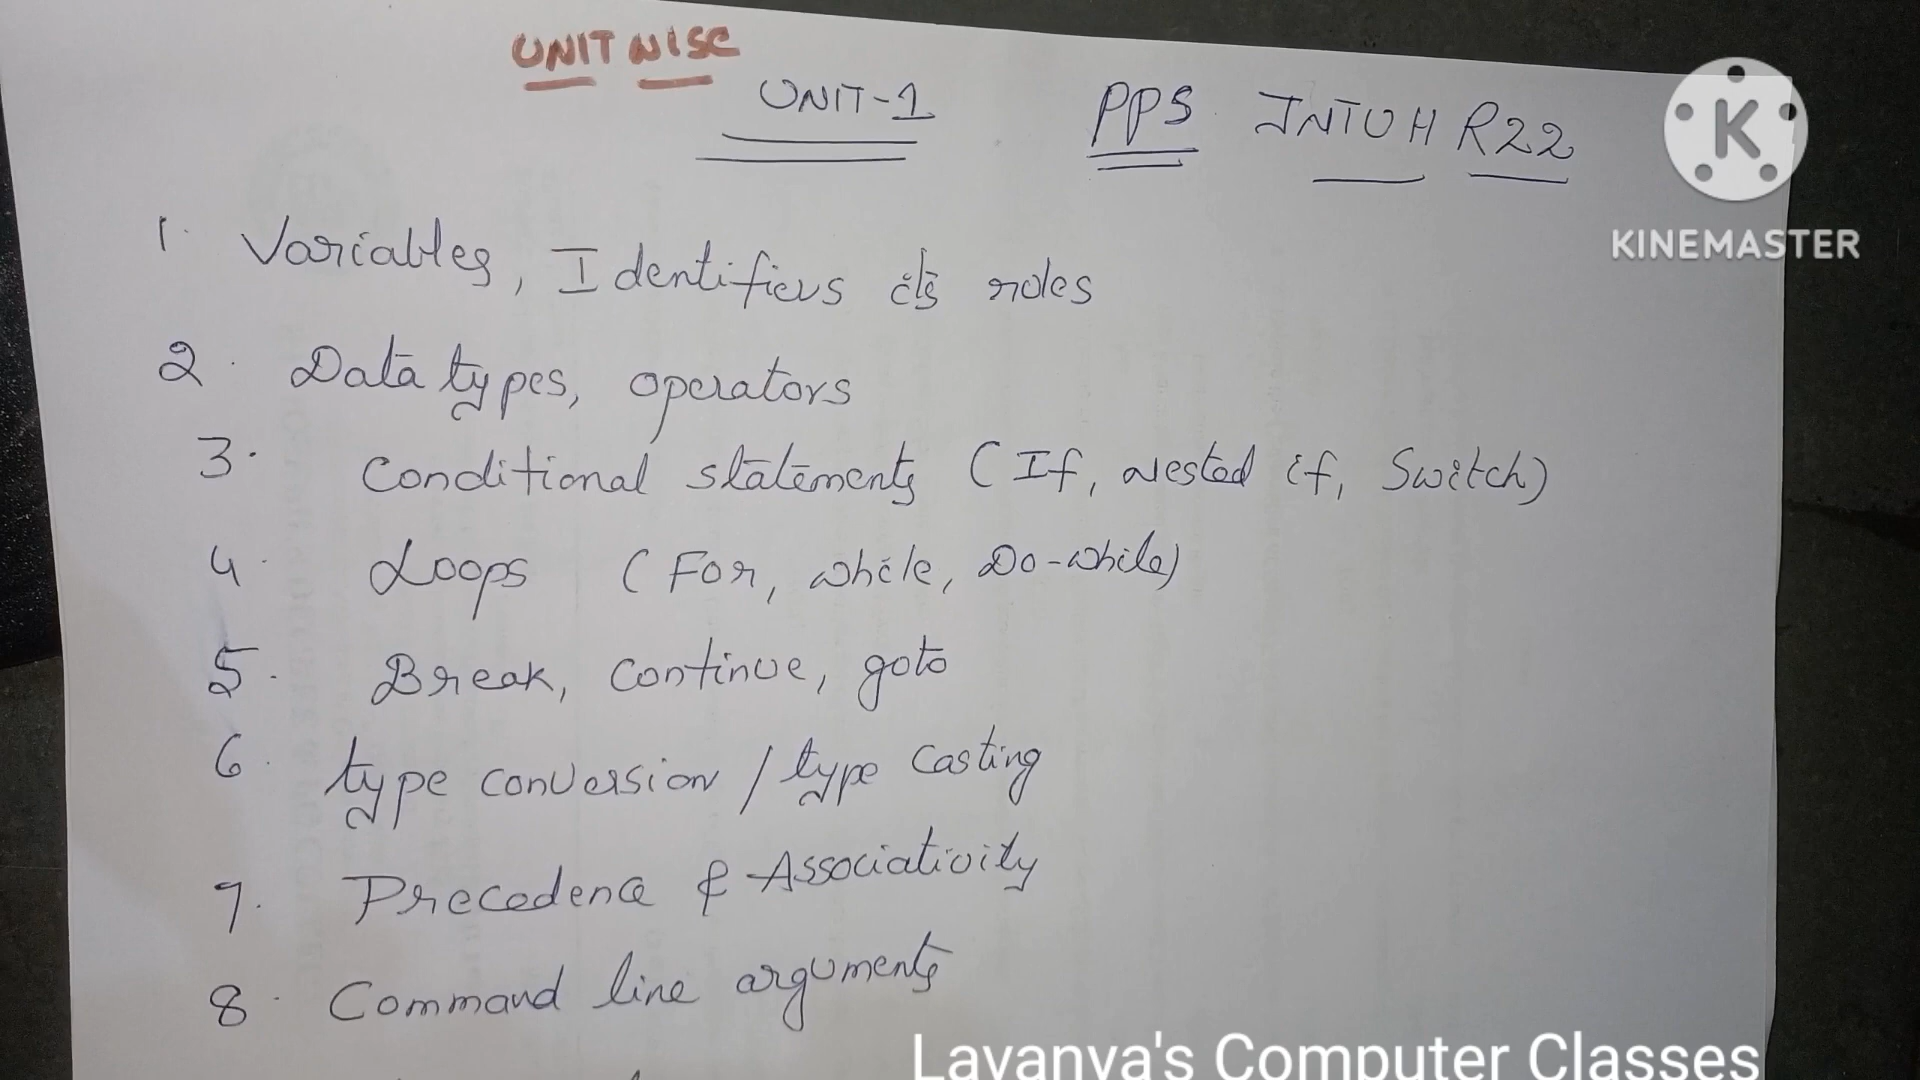 UNIT WISE
UNIT-1 PPS JNTUH R22
K
KINEMASTER
1. Variables, Identifiers its rules
2. Data types, operators
3. Conditional statements (If, Nested if, Switch)
4. Loops (For, while, Do-while)
5. Break, continue, goto
6. type conversion / type casting
7. Precedence & Associativity
8. Command line arguments
Lavanya's Computer Classes